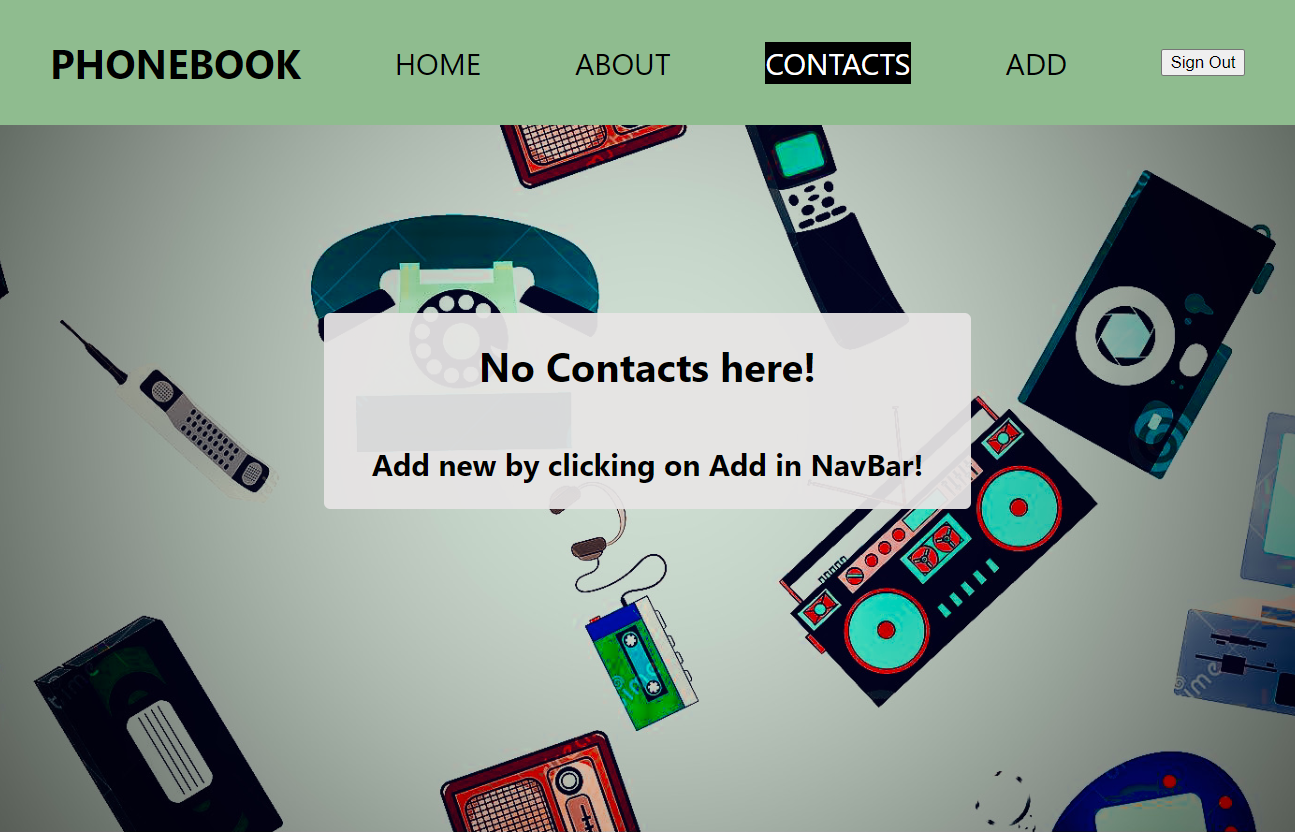 PHONEBOOK HOME ABOUT CONTACTS ADD Sign Out
No Contacts here!
Add new by clicking on Add in NavBar!